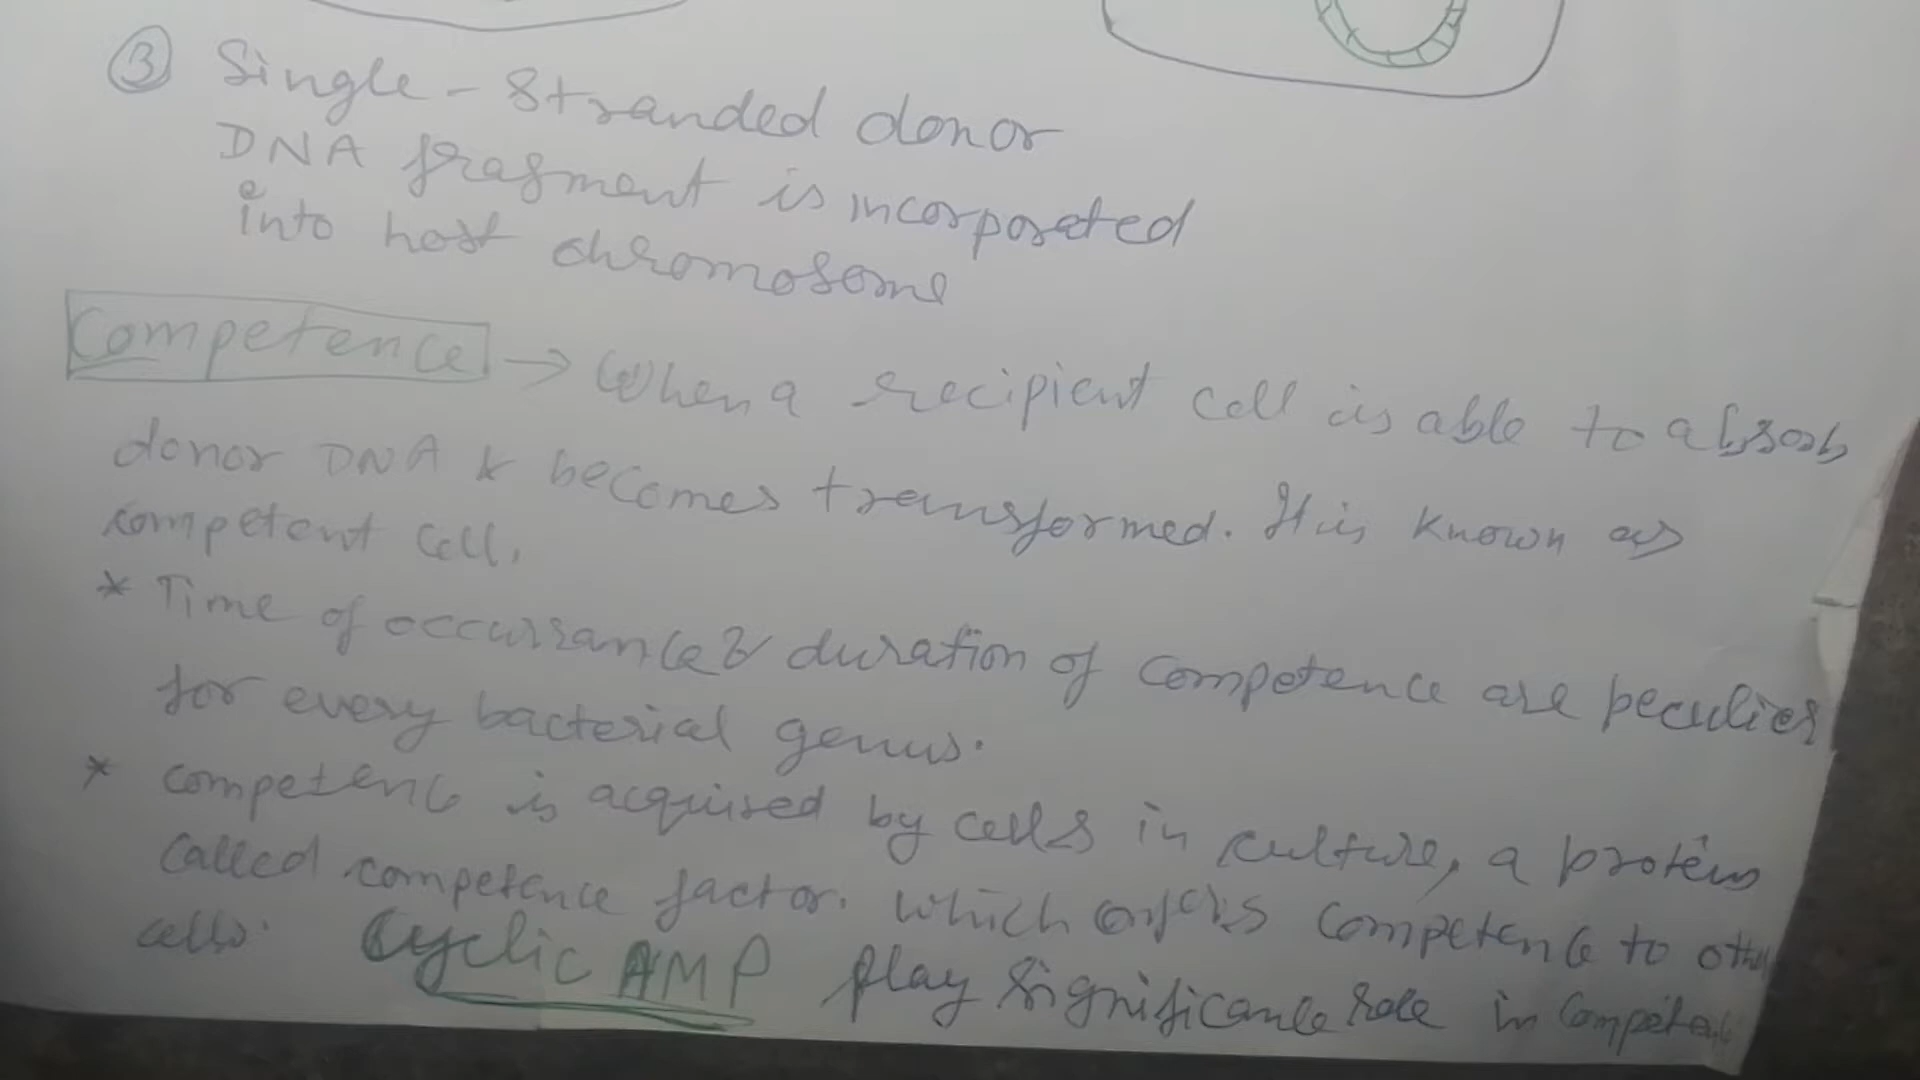 ③ Single-Stranded donor
DNA fragment is incorporated
into host chromosome
Competence → When a recipient cell is able to absorb
donor DNA & becomes transformed. It is known as
competent cell.
* Time of occurrance & duration of competence are peculier
for every bacterial genus.
* competence is acquired by cells in culture, a protein
called competence factor. which confers competence to other
cells. Cyclic AMP play significance role in Competence